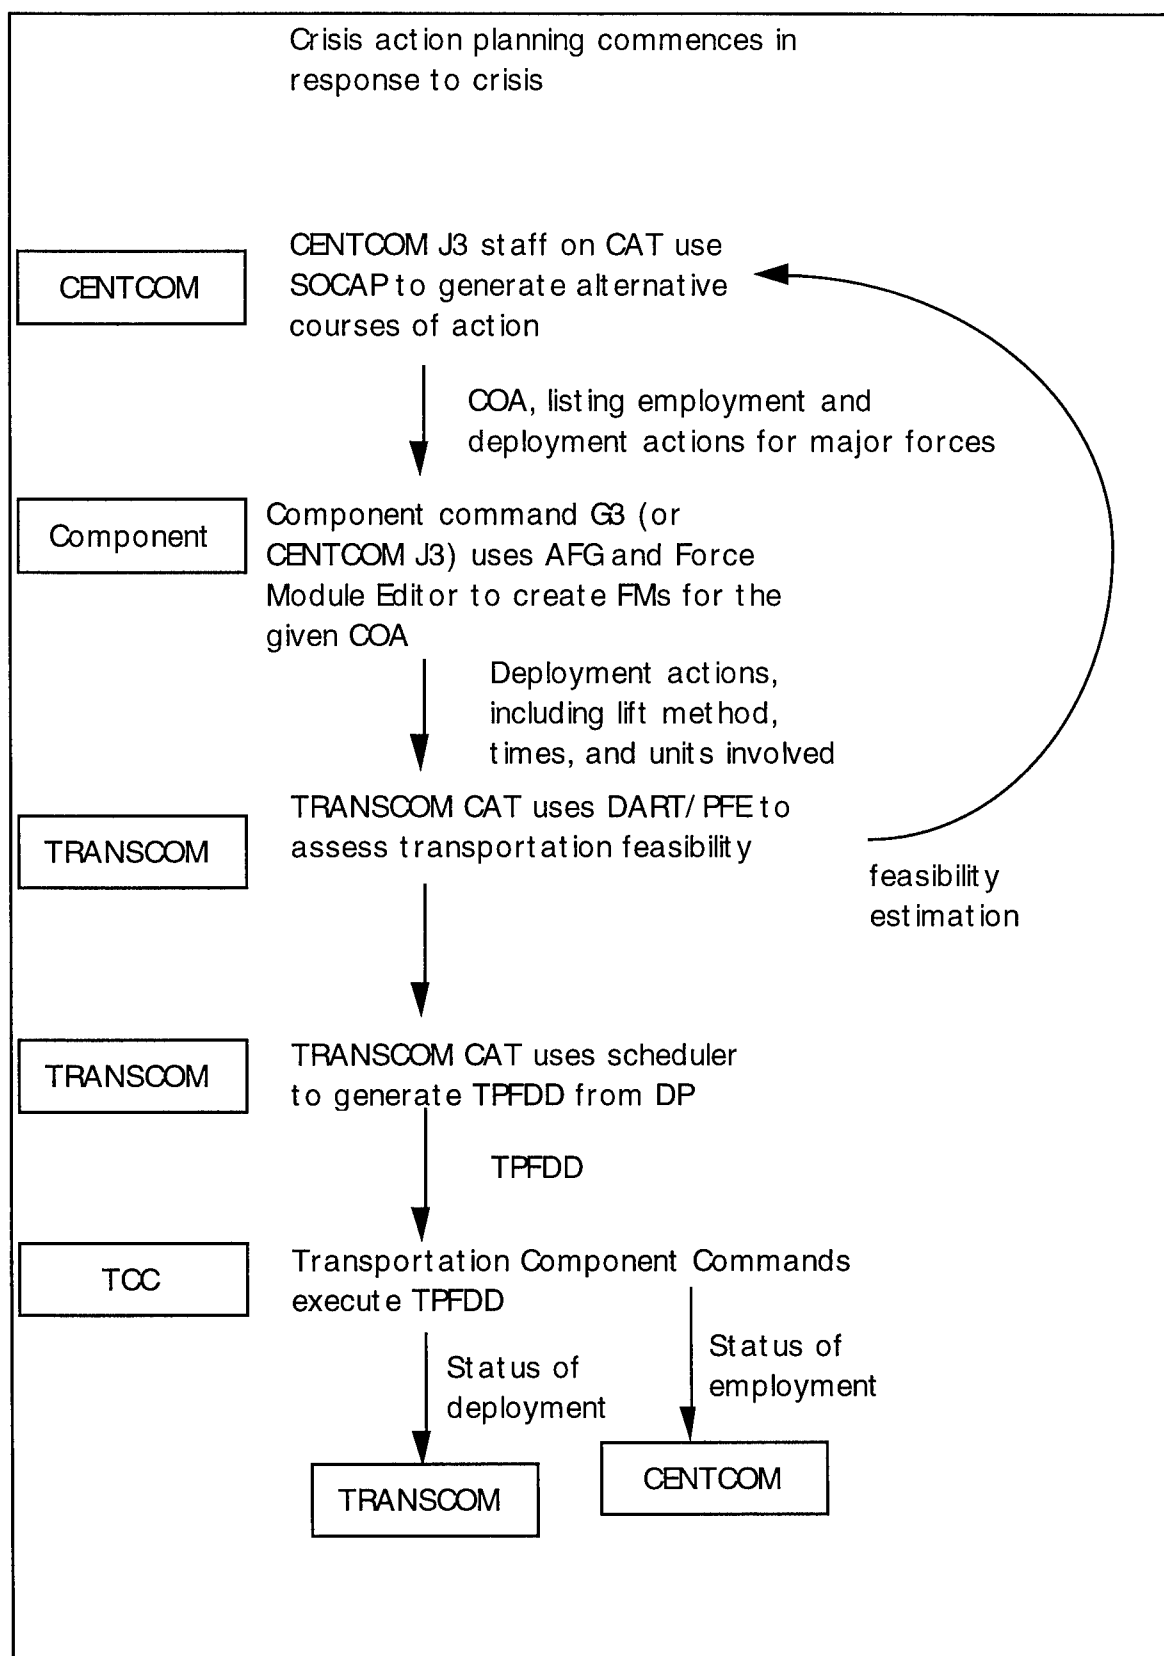 Crisis action planning commences in
response to crisis
CENTCOM
CENTCOM J3 staff on CAT use
SOCAP to generate alternative
courses of action
COA, listing employment and
deployment actions for major forces
Component
Component command G3 (or
CENTCOM J3) uses AFG and Force
Module Editor to create FMs for the
given COA
Deployment actions,
including lift method,
times, and units involved
TRANSCOM
TRANSCOM CAT uses DART/PFE to
assess transportation feasibility
feasibility
estimation
TRANSCOM
TRANSCOM CAT uses scheduler
to generate TPFDD from DP
TPFDD
TCC
Transportation Component Commands
execute TPFDD
Status of
deployment
Status of
employment
TRANSCOM
CENTCOM